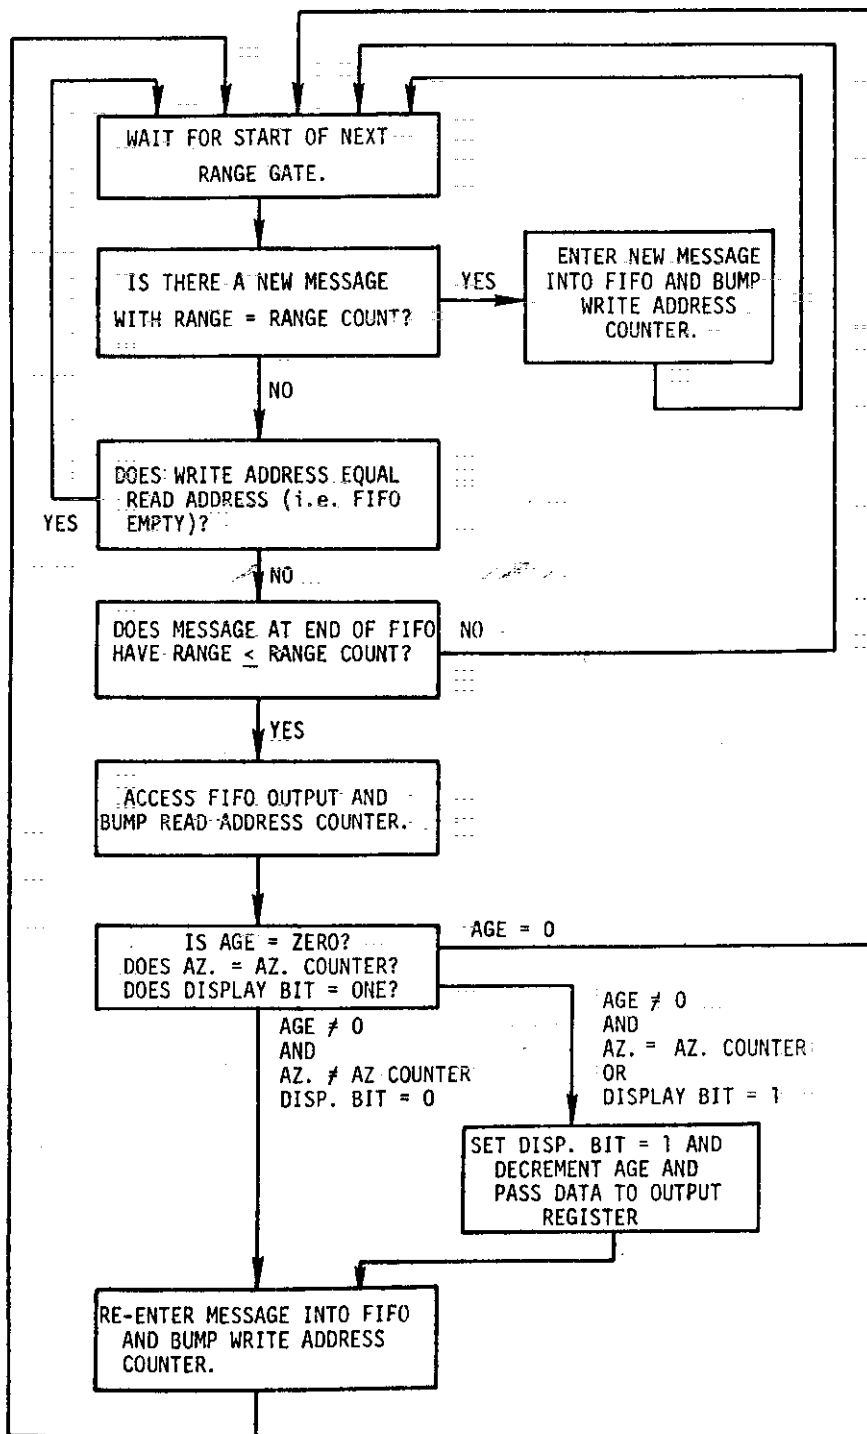 WAIT FOR START OF NEXT
RANGE GATE.
IS THERE A NEW MESSAGE
WITH RANGE = RANGE COUNT?
YES
ENTER NEW MESSAGE
INTO FIFO AND BUMP
WRITE ADDRESS
COUNTER.
NO
DOES WRITE ADDRESS EQUAL
READ ADDRESS (i.e. FIFO
EMPTY)?
YES
NO
DOES MESSAGE AT END OF FIFO
HAVE RANGE ≤ RANGE COUNT?
NO
YES
ACCESS FIFO OUTPUT AND
BUMP READ ADDRESS COUNTER.
IS AGE = ZERO?
DOES AZ. = AZ. COUNTER?
DOES DISPLAY BIT = ONE?
AGE = 0
AGE ≠ 0
AND
AZ. ≠ AZ COUNTER
DISP. BIT = 0
AGE ≠ 0
AND
AZ. = AZ. COUNTER
OR
DISPLAY BIT = 1
SET DISP. BIT = 1 AND
DECREMENT AGE AND
PASS DATA TO OUTPUT
REGISTER
RE-ENTER MESSAGE INTO FIFO
AND BUMP WRITE ADDRESS
COUNTER.